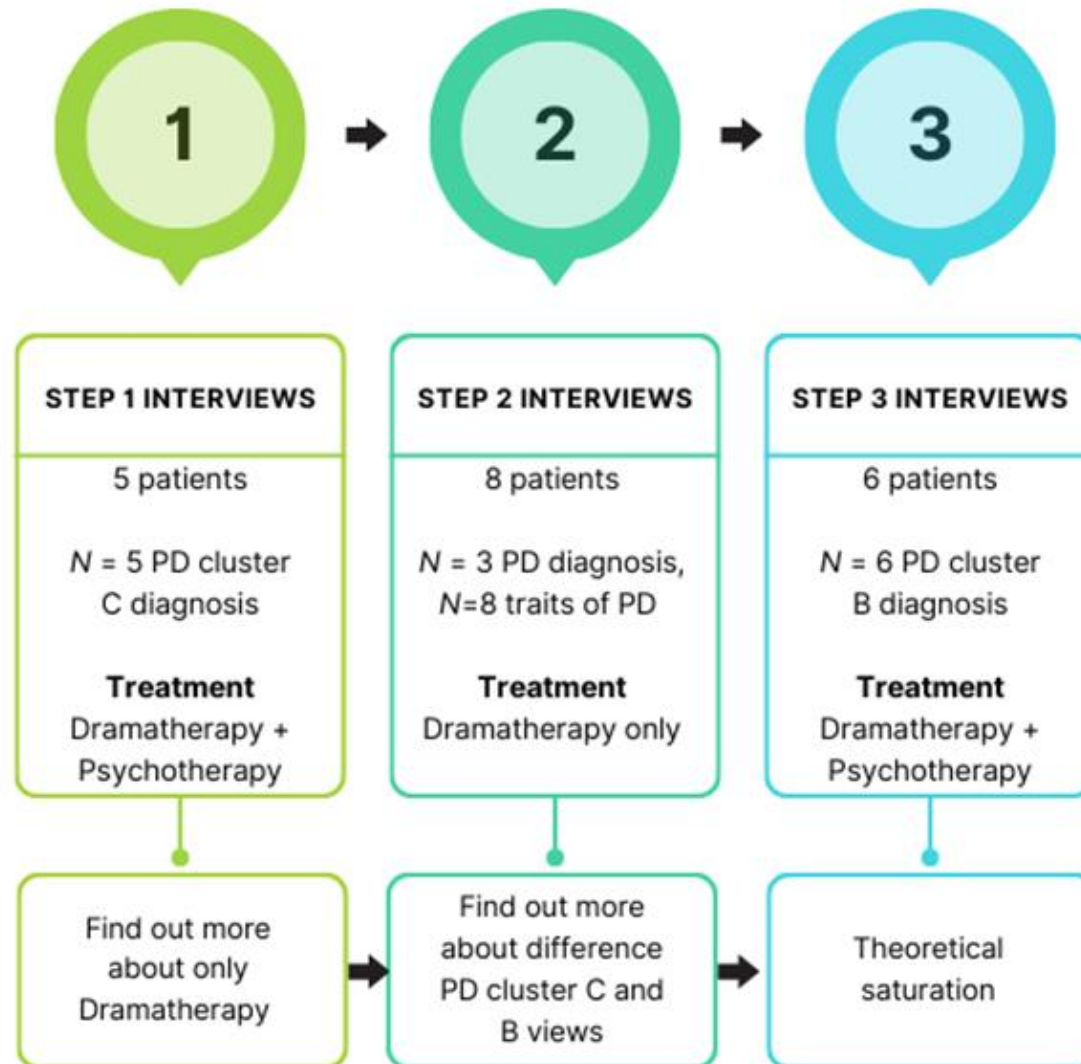 1
2
3
STEP 1 INTERVIEWS
5 patients
N = 5 PD cluster
C diagnosis
Treatment
Dramatherapy +
Psychotherapy
STEP 2 INTERVIEWS
8 patients
N = 3 PD diagnosis,
N=8 traits of PD
Treatment
Dramatherapy only
STEP 3 INTERVIEWS
6 patients
N = 6 PD cluster
B diagnosis
Treatment
Dramatherapy +
Psychotherapy
Find out more
about only
Dramatherapy
Find out more
about difference
PD cluster C and
B views
Theoretical
saturation